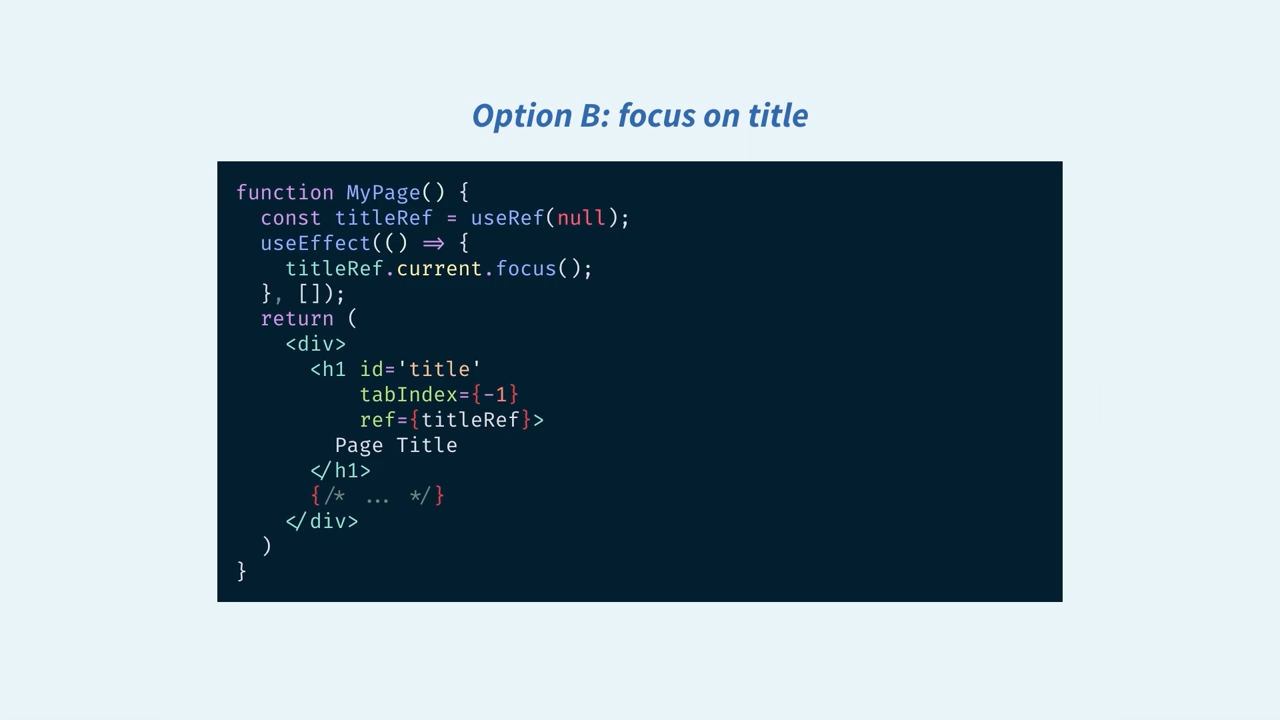 Option B: focus on title
function MyPage() {
  const titleRef = useRef(null);
  useEffect(() => {
    titleRef.current.focus();
  }, []);
  return (
    <div>
      <h1 id='title'
          tabIndex={-1}
          ref={titleRef}>
        Page Title
      </h1>
      {/* ... */}
    </div>
  )
}